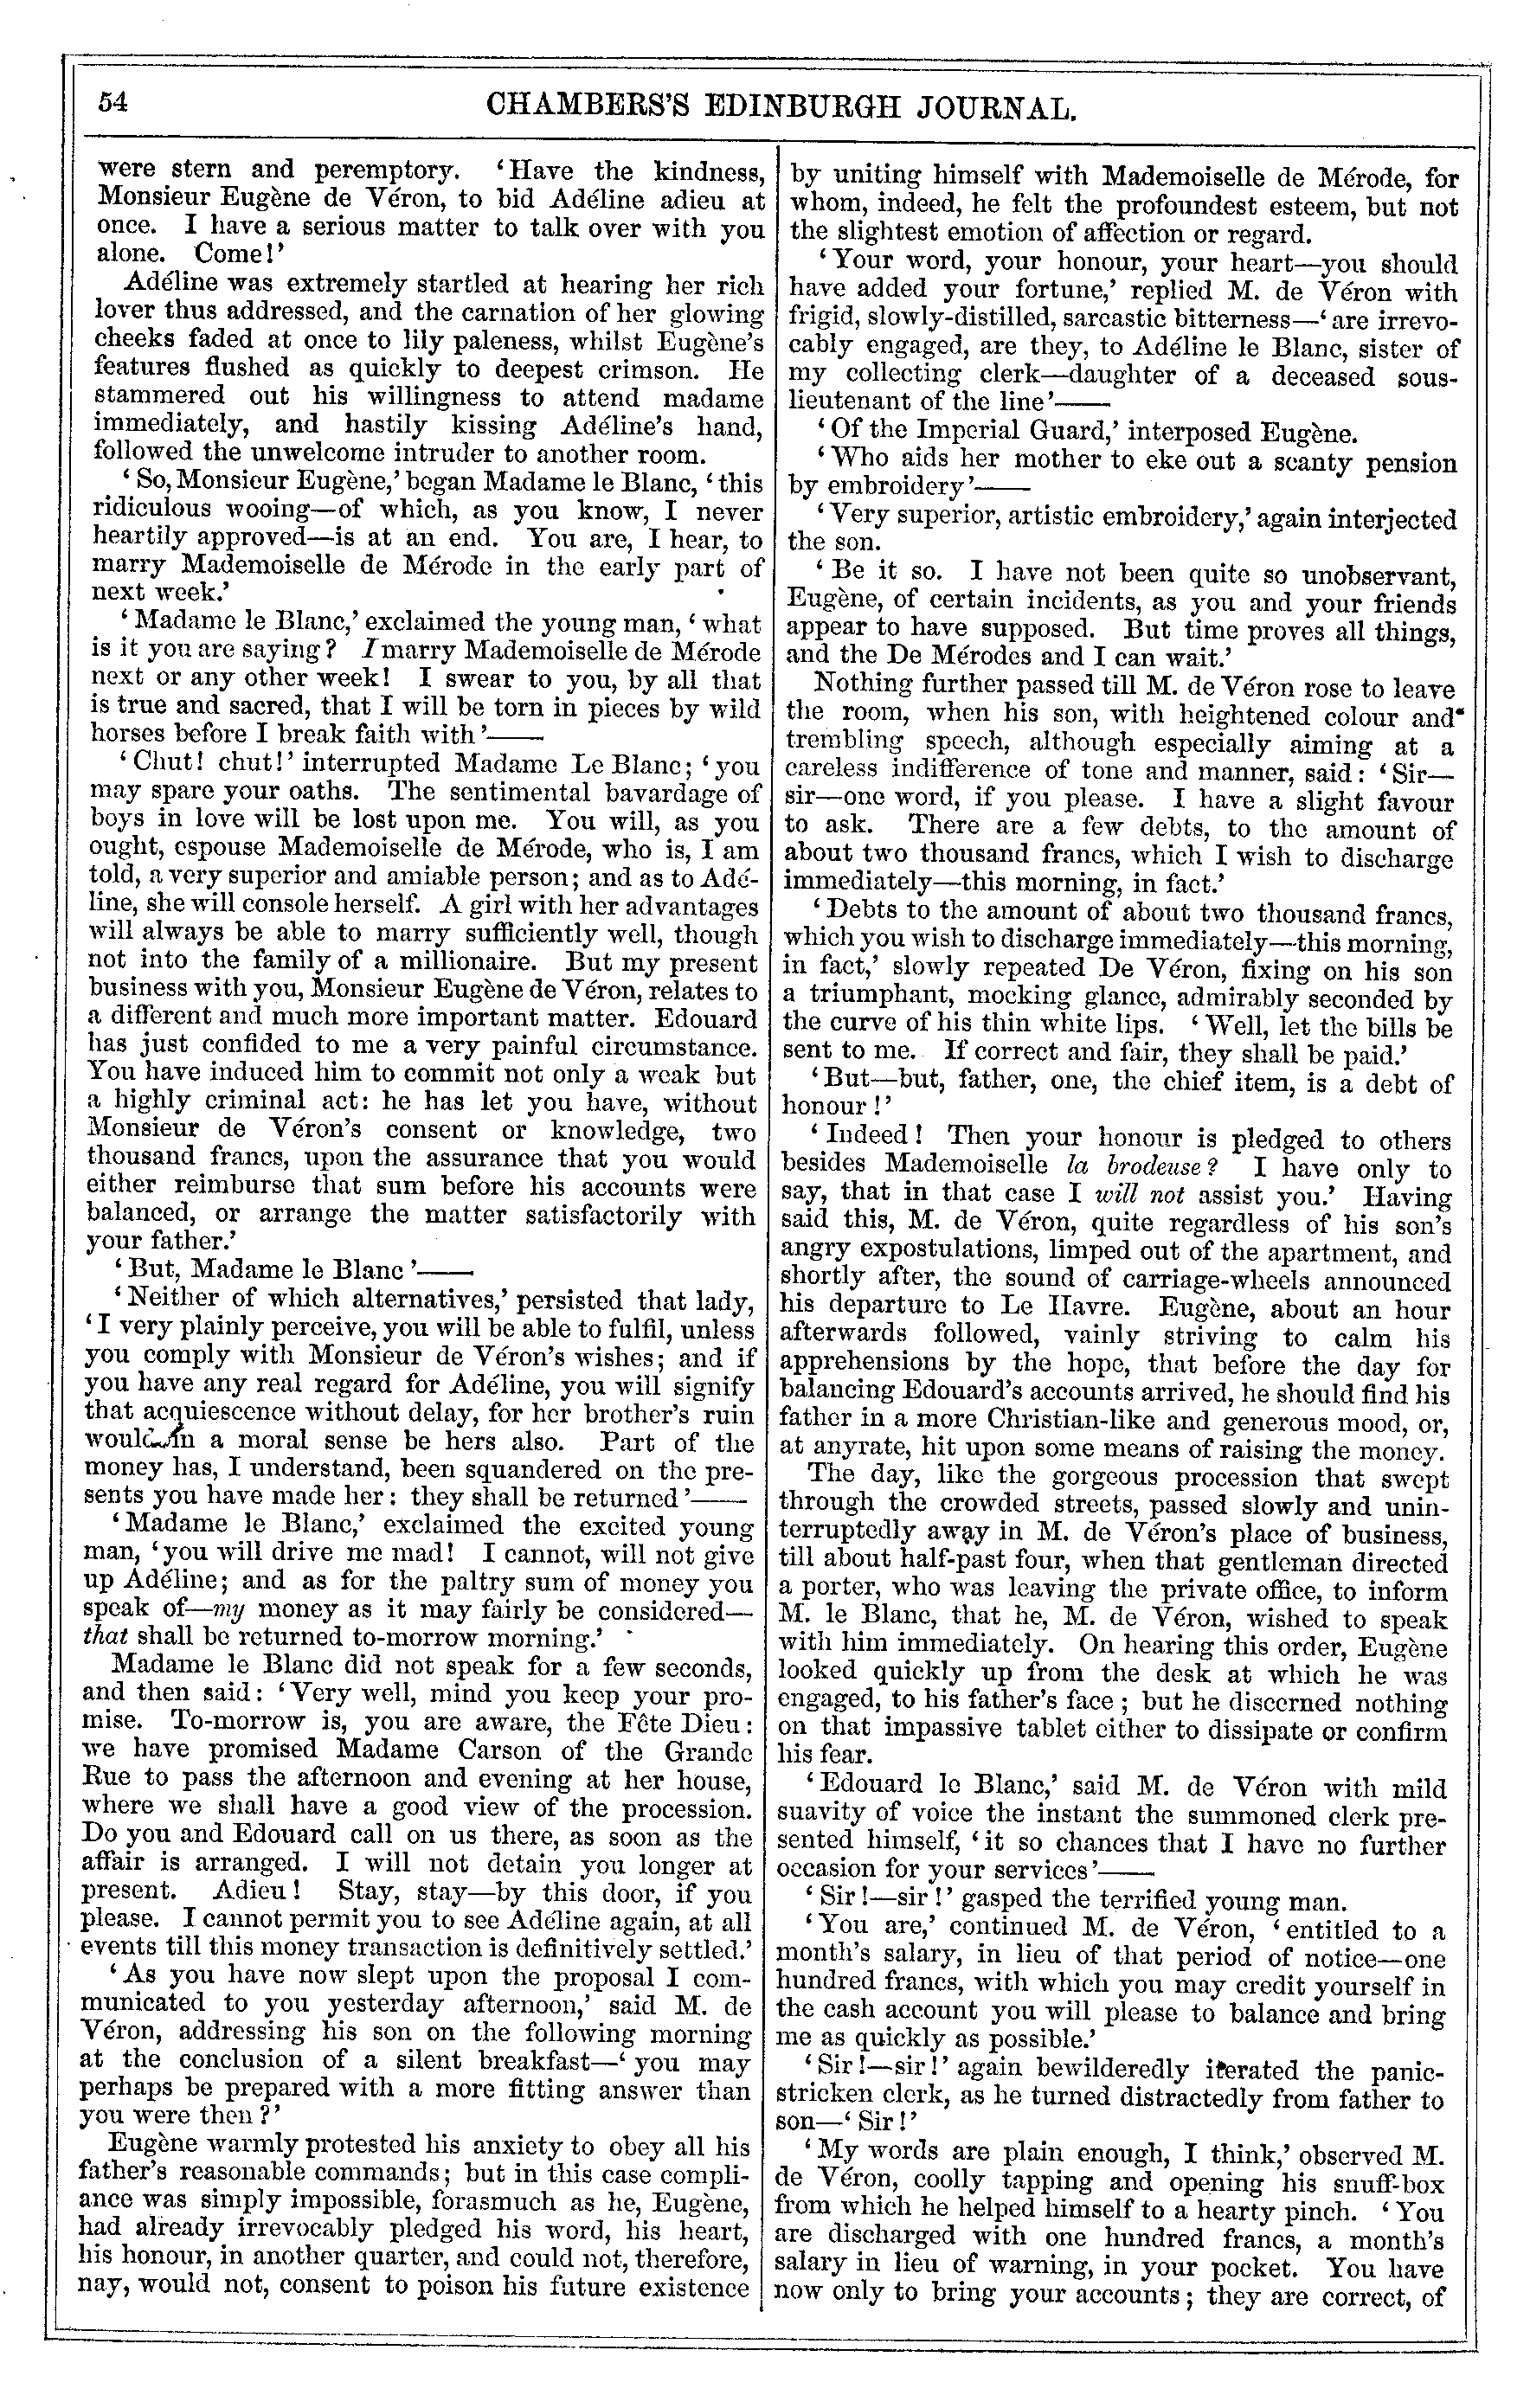 54
CHAMBERS'S EDINBURGH JOURNAL.
were stern and peremptory. ‘Have the kindness,
Monsieur Eugène de Véron, to bid Adéline adieu at
once. I have a serious matter to talk over with you
alone. Come!’
Adéline was extremely startled at hearing her rich
lover thus addressed, and the carnation of her glowing
cheeks faded at once to lily paleness, whilst Eugène's
features flushed as quickly to deepest crimson. He
stammered out his willingness to attend madame
immediately, and hastily kissing Adéline's hand,
followed the unwelcome intruder to another room.
‘So, Monsieur Eugène,’ began Madame le Blanc, ‘this
ridiculous wooing—of which, as you know, I never
heartily approved—is at an end. You are, I hear, to
marry Mademoiselle de Mérode in the early part of
next week.’
‘Madame le Blanc,’ exclaimed the young man, ‘what
is it you are saying? I marry Mademoiselle de Mérode
next or any other week! I swear to you, by all that
is true and sacred, that I will be torn in pieces by wild
horses before I break faith with’——
‘Chut! chut!’ interrupted Madame Le Blanc; ‘you
may spare your oaths. The sentimental bavardage of
boys in love will be lost upon me. You will, as you
ought, espouse Mademoiselle de Mérode, who is, I am
told, a very superior and amiable person; and as to Adé-
line, she will console herself. A girl with her advantages
will always be able to marry sufficiently well, though
not into the family of a millionaire. But my present
business with you, Monsieur Eugène de Véron, relates to
a different and much more important matter. Edouard
has just confided to me a very painful circumstance.
You have induced him to commit not only a weak but
a highly criminal act: he has let you have, without
Monsieur de Véron's consent or knowledge, two
thousand francs, upon the assurance that you would
either reimburse that sum before his accounts were
balanced, or arrange the matter satisfactorily with
your father.’
‘But, Madame le Blanc’——
‘Neither of which alternatives,’ persisted that lady,
‘I very plainly perceive, you will be able to fulfil, unless
you comply with Monsieur de Véron's wishes; and if
you have any real regard for Adéline, you will signify
that acquiescence without delay, for her brother's ruin
would in a moral sense be hers also. Part of the
money has, I understand, been squandered on the pre-
sents you have made her: they shall be returned’——
‘Madame le Blanc,’ exclaimed the excited young
man, ‘you will drive me mad! I cannot, will not give
up Adéline; and as for the paltry sum of money you
speak of—my money as it may fairly be considered—
that shall be returned to-morrow morning.’
Madame le Blanc did not speak for a few seconds,
and then said: ‘Very well, mind you keep your pro-
mise. To-morrow is, you are aware, the Fête Dieu:
we have promised Madame Carson of the Grande
Rue to pass the afternoon and evening at her house,
where we shall have a good view of the procession.
Do you and Edouard call on us there, as soon as the
affair is arranged. I will not detain you longer at
present. Adieu! Stay, stay—by this door, if you
please. I cannot permit you to see Adéline again, at all
events till this money transaction is definitively settled.’
‘As you have now slept upon the proposal I com-
municated to you yesterday afternoon,’ said M. de
Véron, addressing his son on the following morning
at the conclusion of a silent breakfast—‘you may
perhaps be prepared with a more fitting answer than
you were then?’
Eugène warmly protested his anxiety to obey all his
father's reasonable commands; but in this case compli-
ance was simply impossible, forasmuch as he, Eugène,
had already irrevocably pledged his word, his heart,
his honour, in another quarter, and could not, therefore,
nay, would not, consent to poison his future existence
by uniting himself with Mademoiselle de Mérode, for
whom, indeed, he felt the profoundest esteem, but not
the slightest emotion of affection or regard.
‘Your word, your honour, your heart—you should
have added your fortune,’ replied M. de Véron with
frigid, slowly-distilled, sarcastic bitterness—‘are irrevo-
cably engaged, are they, to Adéline le Blanc, sister of
my collecting clerk—daughter of a deceased sous-
lieutenant of the line’——
‘Of the Imperial Guard,’ interposed Eugène.
‘Who aids her mother to eke out a scanty pension
by embroidery’——
‘Very superior, artistic embroidery,’ again interjected
the son.
‘Be it so. I have not been quite so unobservant,
Eugène, of certain incidents, as you and your friends
appear to have supposed. But time proves all things,
and the De Mérodes and I can wait.’
Nothing further passed till M. de Véron rose to leave
the room, when his son, with heightened colour and
trembling speech, although especially aiming at a
careless indifference of tone and manner, said: ‘Sir—
sir—one word, if you please. I have a slight favour
to ask. There are a few debts, to the amount of
about two thousand francs, which I wish to discharge
immediately—this morning, in fact.’
‘Debts to the amount of about two thousand francs,
which you wish to discharge immediately—this morning,
in fact,’ slowly repeated De Véron, fixing on his son
a triumphant, mocking glance, admirably seconded by
the curve of his thin white lips. ‘Well, let the bills be
sent to me. If correct and fair, they shall be paid.’
‘But—but, father, one, the chief item, is a debt of
honour!’
‘Indeed! Then your honour is pledged to others
besides Mademoiselle la brodeuse? I have only to
say, that in that case I will not assist you.’ Having
said this, M. de Véron, quite regardless of his son's
angry expostulations, limped out of the apartment, and
shortly after, the sound of carriage-wheels announced
his departure to Le Havre. Eugène, about an hour
afterwards followed, vainly striving to calm his
apprehensions by the hope, that before the day for
balancing Edouard's accounts arrived, he should find his
father in a more Christian-like and generous mood, or,
at anyrate, hit upon some means of raising the money.
The day, like the gorgeous procession that swept
through the crowded streets, passed slowly and unin-
terruptedly away in M. de Véron's place of business,
till about half-past four, when that gentleman directed
a porter, who was leaving the private office, to inform
M. le Blanc, that he, M. de Véron, wished to speak
with him immediately. On hearing this order, Eugène
looked quickly up from the desk at which he was
engaged, to his father's face; but he discerned nothing
on that impassive tablet either to dissipate or confirm
his fear.
‘Edouard le Blanc,’ said M. de Véron with mild
suavity of voice the instant the summoned clerk pre-
sented himself, ‘it so chances that I have no further
occasion for your services’——
‘Sir!—sir!’ gasped the terrified young man.
‘You are,’ continued M. de Véron, ‘entitled to a
month's salary, in lieu of that period of notice—one
hundred francs, with which you may credit yourself in
the cash account you will please to balance and bring
me as quickly as possible.’
‘Sir!—sir!’ again bewilderedly iterated the panic-
stricken clerk, as he turned distractedly from father to
son—‘Sir!’
‘My words are plain enough, I think,’ observed M.
de Véron, coolly tapping and opening his snuff-box
from which he helped himself to a hearty pinch. ‘You
are discharged with one hundred francs, a month's
salary in lieu of warning, in your pocket. You have
now only to bring your accounts; they are correct, of